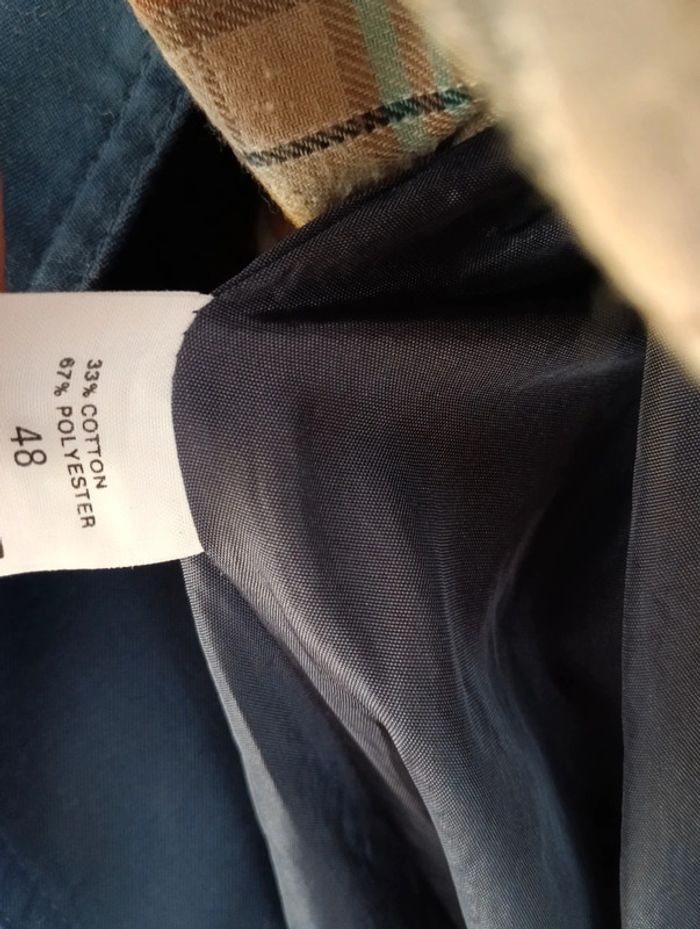 33% COTTON
67% POLYESTER
48